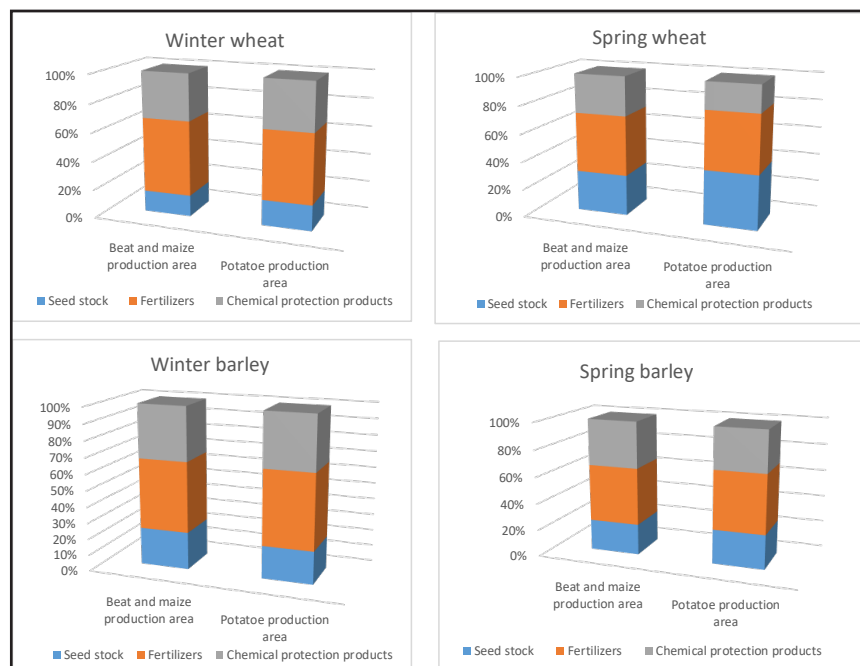 Winter wheat
100%
80%
60%
40%
20%
0%
Beat and maize
production area
Potatoe production
area
Seed stock Fertilizers Chemical protection products
Spring wheat
100%
80%
60%
40%
20%
0%
Beat and maize
production area
Potatoe production
area
Seed stock Fertilizers Chemical protection products
Winter barley
100%
90%
80%
70%
60%
50%
40%
30%
20%
10%
0%
Beat and maize
production area
Potatoe production
area
Seed stock Fertilizers Chemical protection products
Spring barley
100%
80%
60%
40%
20%
0%
Beat and maize
production area
Potatoe production
area
Seed stock Fertilizers Chemical protection products